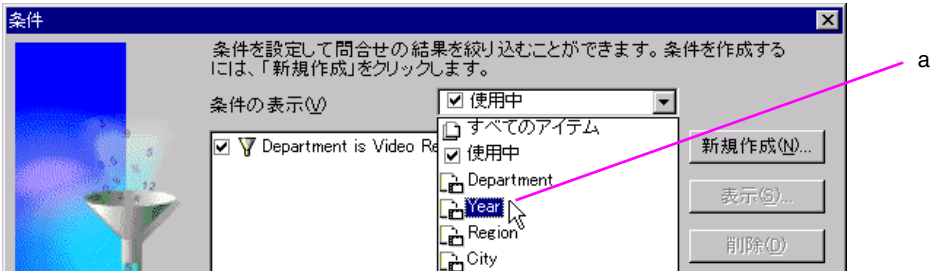 条件
条件を設定して問合せの結果を絞り込むことができます。条件を作成する
には、「新規作成」をクリックします。
条件の表示(V)
使用中
すべてのアイテム
使用中
Department
Year
Region
City
Department is Video Re
新規作成(N)...
表示(S)...
削除(D)
a